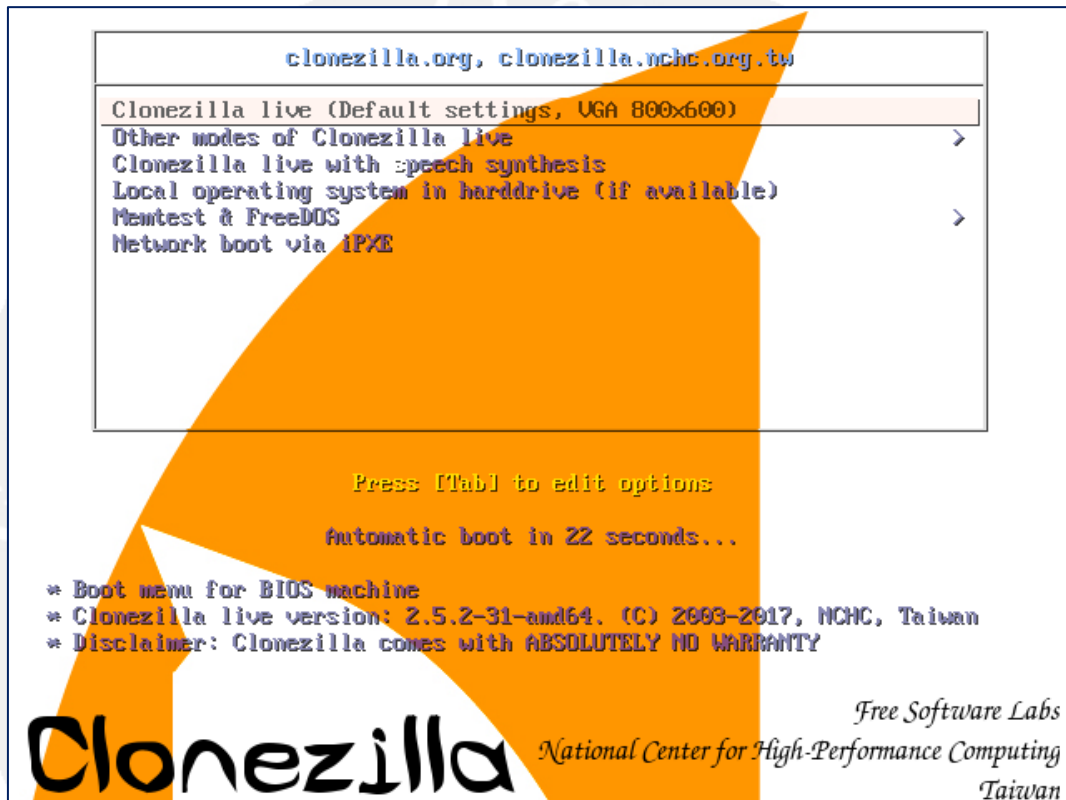 clonezilla.org, clonezilla.nchc.org.tw
Clonezilla live (Default settings, VGA 800x600)
Other modes of Clonezilla live >
Clonezilla live with speech synthesis
Local operating system in harddrive (if available)
Memtest & FreeDOS >
Network boot via iPXE
Press [Tab] to edit options
Automatic boot in 22 seconds...
* Boot menu for BIOS machine
* Clonezilla live version: 2.5.2-31-amd64. (C) 2003-2017, NCHC, Taiwan
* Disclaimer: Clonezilla comes with ABSOLUTELY NO WARRANTY
Clonezilla
Free Software Labs
National Center for High-Performance Computing
Taiwan